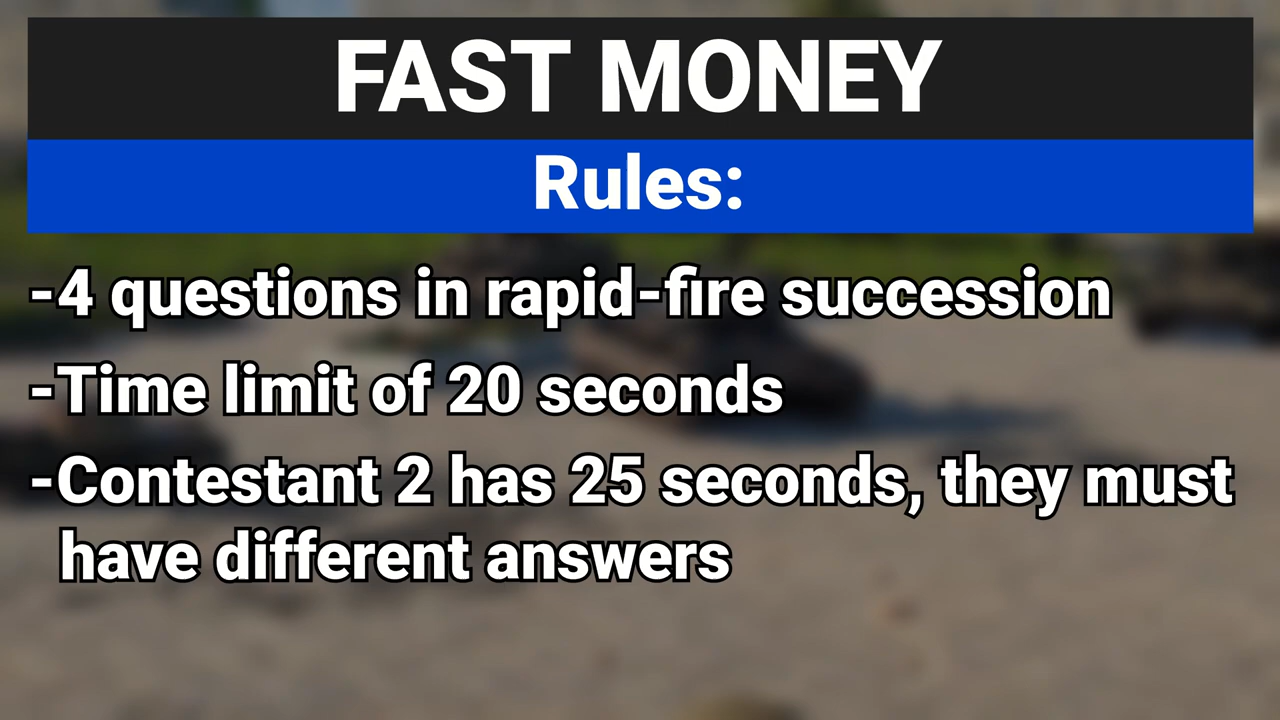 FAST MONEY
Rules:
-4 questions in rapid-fire succession
-Time limit of 20 seconds
-Contestant 2 has 25 seconds, they must
have different answers